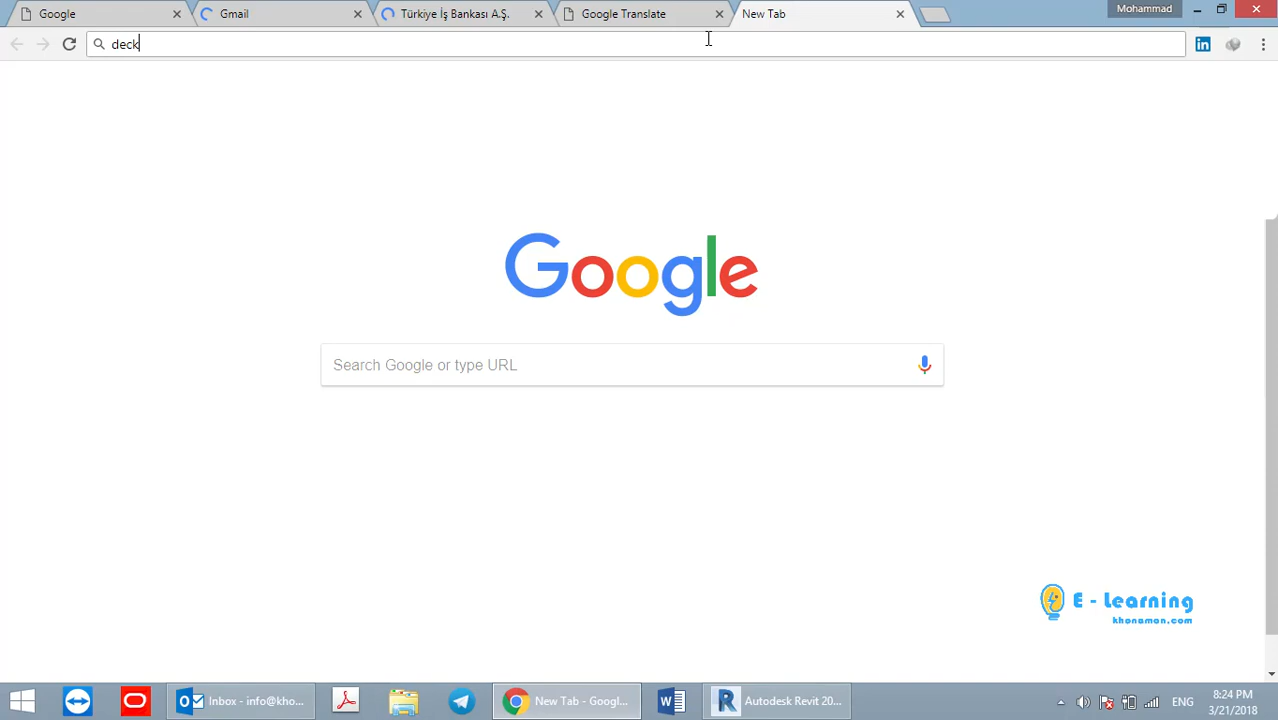 Google
Gmail
Türkiye İş Bankası A.Ş.
Google Translate
New Tab
Mohammad
deck
in
Google
Search Google or type URL
E - Learning
khonamon.com
Inbox - info@kho...
New Tab - Googl...
Autodesk Revit 20...
ENG
8:24 PM
3/21/2018